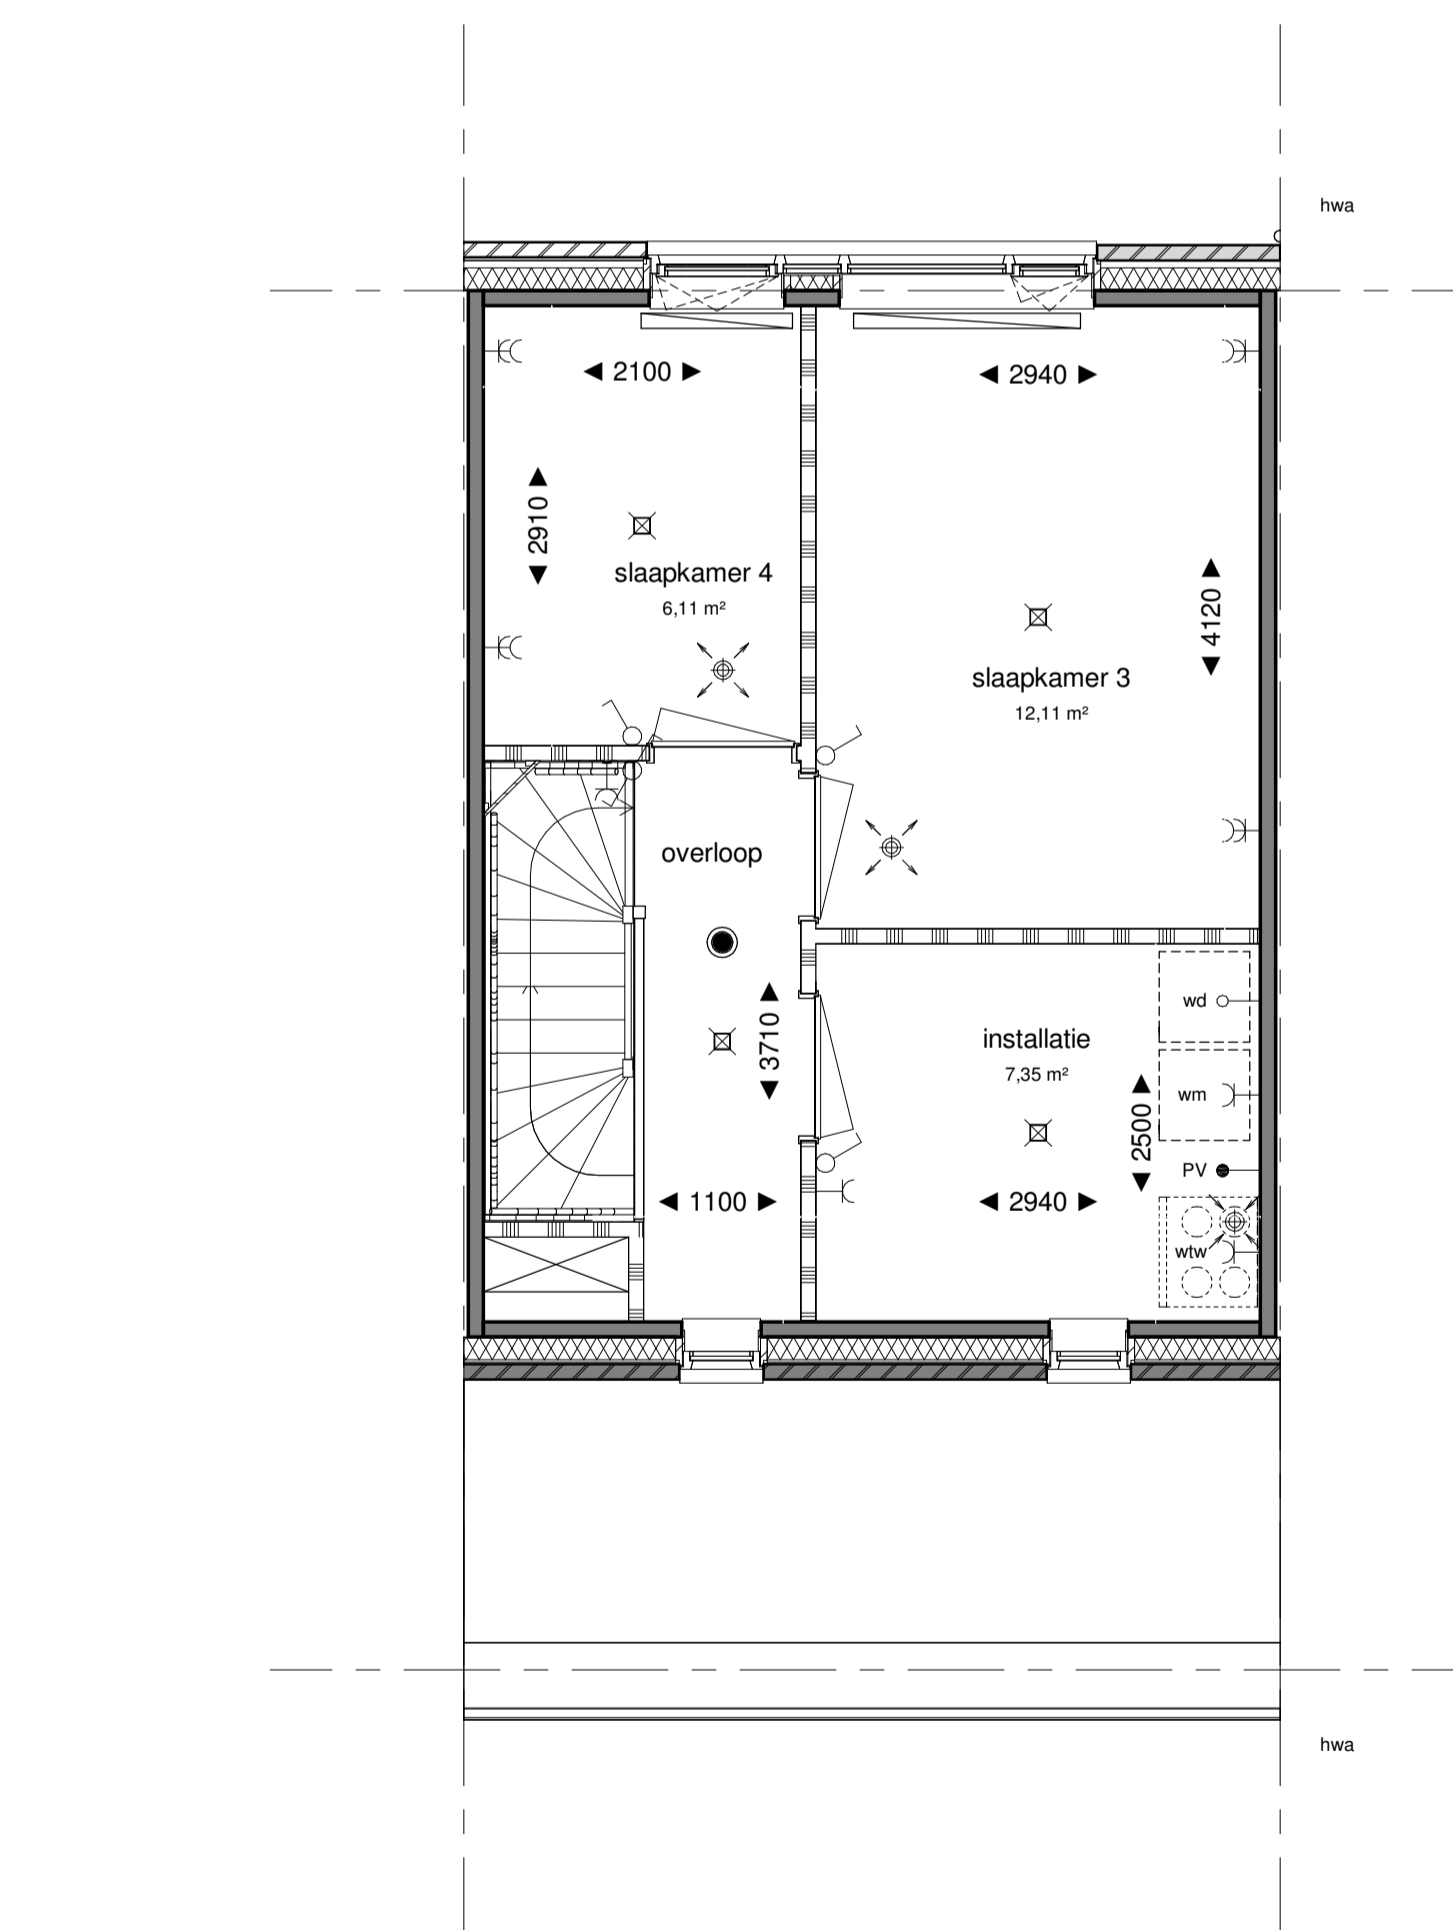 hwa
2100
2940
2910
slaapkamer 4
6,11 m²
4120
slaapkamer 3
12,11 m²
overloop
wd
3710
installatie
7,35 m²
wm
2500
PV
1100
2940
wtw
hwa